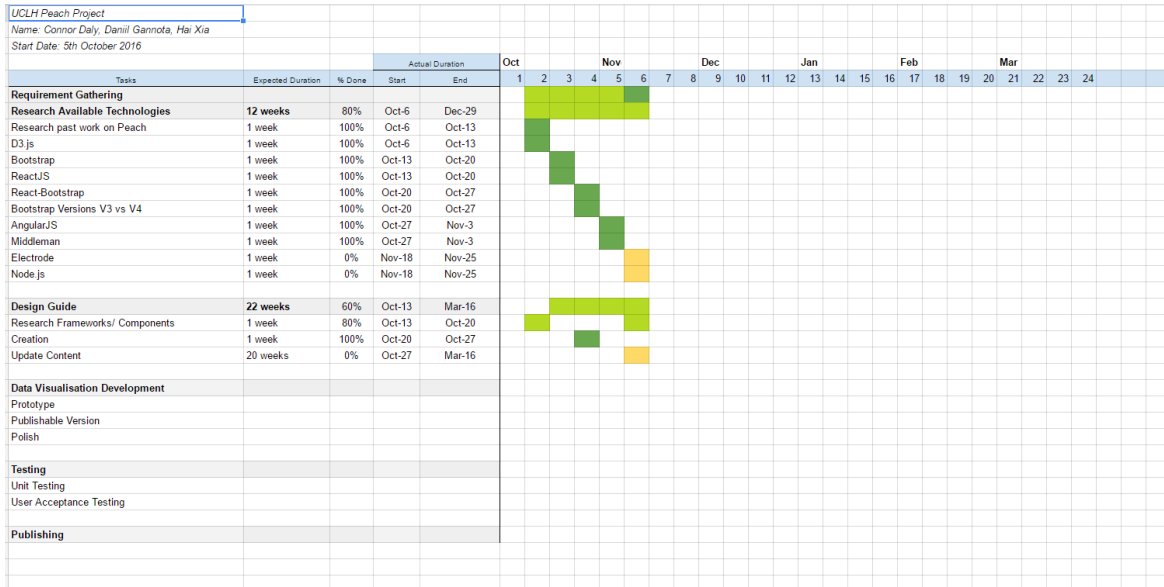 UCLH Peach Project
Name: Connor Daly, Daniil Gannota, Hai Xia
Start Date: 5th October 2016
Actual Duration Oct Nov Dec Jan Feb Mar
Tasks Expected Duration % Done Start End 1 2 3 4 5 6 7 8 9 10 11 12 13 14 15 16 17 18 19 20 21 22 23 24
Requirement Gathering
Research Available Technologies 12 weeks 80% Oct-6 Dec-29
Research past work on Peach 1 week 100% Oct-6 Oct-13
D3.js 1 week 100% Oct-6 Oct-13
Bootstrap 1 week 100% Oct-13 Oct-20
ReactJS 1 week 100% Oct-13 Oct-20
React-Bootstrap 1 week 100% Oct-20 Oct-27
Bootstrap Versions V3 vs V4 1 week 100% Oct-20 Oct-27
AngularJS 1 week 100% Oct-27 Nov-3
Middleman 1 week 100% Oct-27 Nov-3
Electrode 1 week 0% Nov-18 Nov-25
Node.js 1 week 0% Nov-18 Nov-25
Design Guide 22 weeks 60% Oct-13 Mar-16
Research Frameworks/ Components 1 week 80% Oct-13 Oct-20
Creation 1 week 100% Oct-20 Oct-27
Update Content 20 weeks 0% Oct-27 Mar-16
Data Visualisation Development
Prototype
Publishable Version
Polish
Testing
Unit Testing
User Acceptance Testing
Publishing